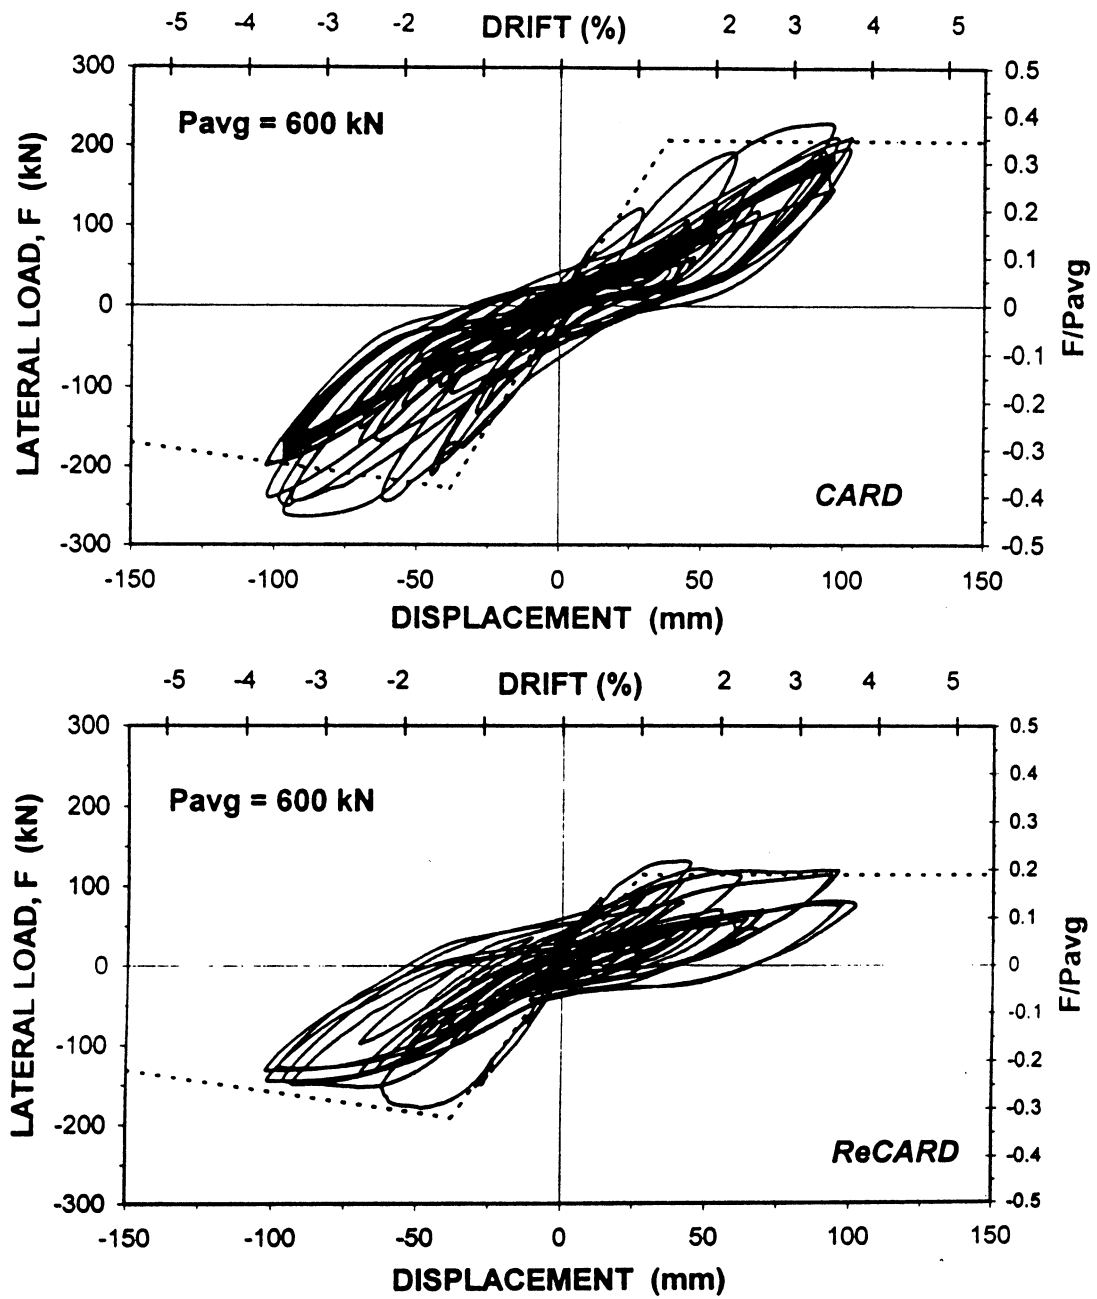 -5 -4 -3 -2 DRIFT (%) 2 3 4 5
300 0.5
Pavg = 600 kN
0.4
200
0.3
100 0.2
0.1
0 0
-0.1
-100
-0.2
-0.3
-200
CARD -0.4
-300 -0.5
LATERAL LOAD, F (kN)
F/Pavg
-150 -100 -50 0 50 100 150
DISPLACEMENT (mm)
-5 -4 -3 -2 DRIFT (%) 2 3 4 5
300 0.5
0.4
Pavg = 600 kN
200
0.3
100 0.2
0.1
0 0
-0.1
-100
-0.2
-200 -0.3
ReCARD -0.4
-300 -0.5
LATERAL LOAD, F (kN)
F/Pavg
-150 -100 -50 0 50 100 150
DISPLACEMENT (mm)